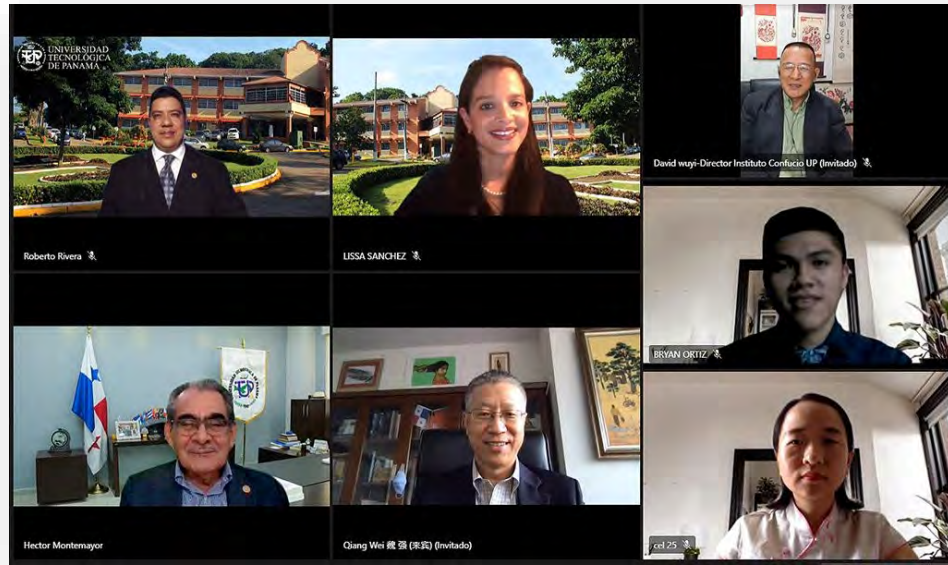 UNIVERSIDAD
TECNOLÓGICA
DE PANAMÁ
Roberto Rivera
LISSA SANCHEZ
David wuyi-Director Instituto Confucio UP (Invitado)
BRYAN ORTIZ
Hector Montemayor
Qiang Wei 魏 强 (来宾) (Invitado)
cel 25